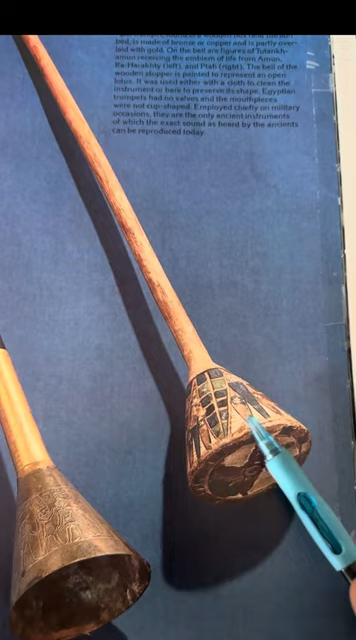 is made of bronze or copper and is partly over-
laid with gold. On the bell are figures of Tutankh-
amun receiving the emblem of life from Amun,
Re-Harakhty (left), and Ptah (right). The bell of the
wooden stopper is painted to represent an open
lotus. It was used either with a cloth to clean the
instrument or bare to preserve its shape. Egyptian
trumpets had no valves and the mouthpieces
were not cup-shaped. Employed chiefly on military
occasions, they are the only ancient instruments
of which the exact sound as heard by the ancients
can be reproduced today.